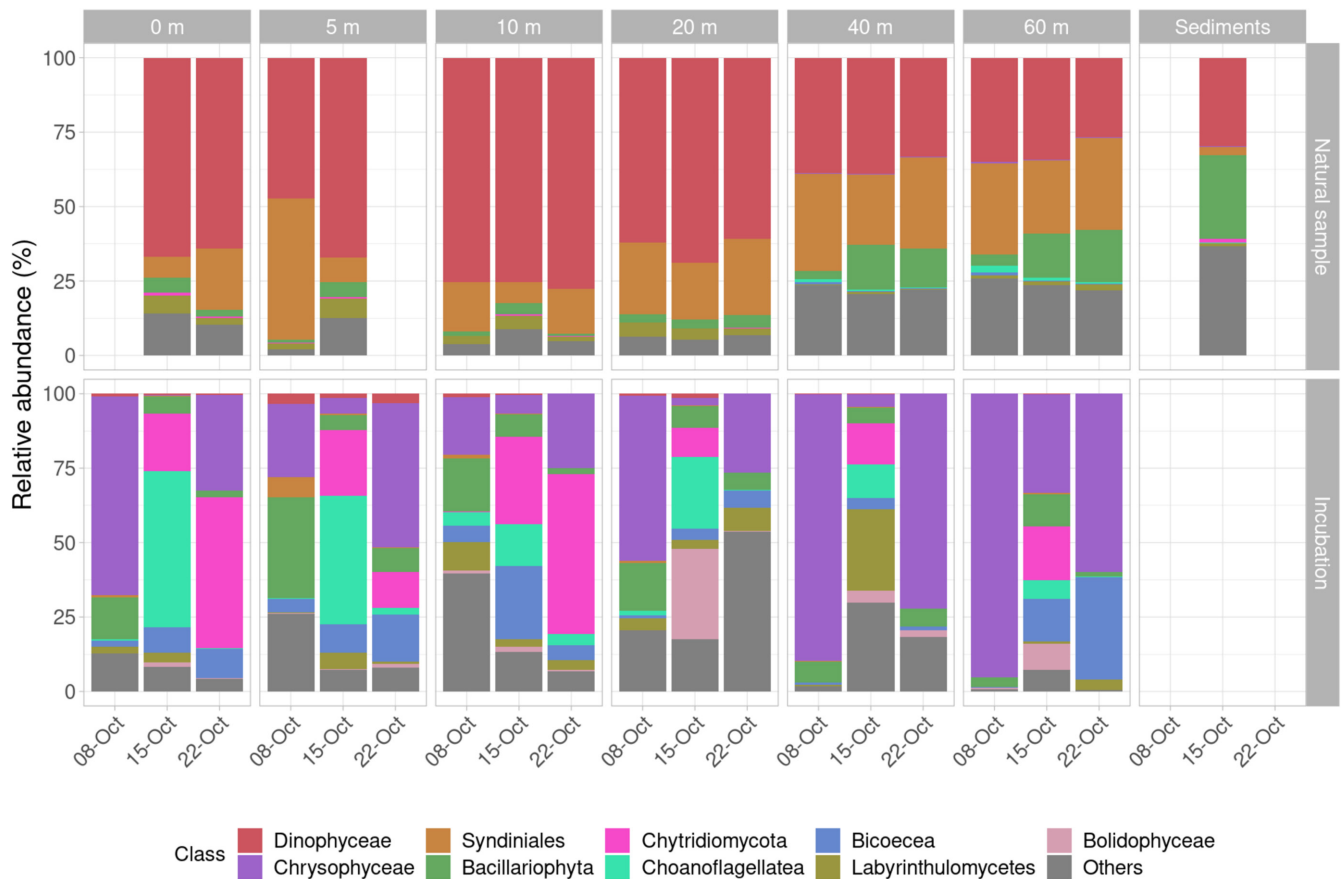 0 m 5 m 10 m 20 m 40 m 60 m Sediments
Relative abundance (%)
100
75
50
25
0
Natural sample
100
75
50
25
0
Incubation
08-Oct 15-Oct 22-Oct 08-Oct 15-Oct 22-Oct 08-Oct 15-Oct 22-Oct 08-Oct 15-Oct 22-Oct 08-Oct 15-Oct 22-Oct 08-Oct 15-Oct 22-Oct 08-Oct 15-Oct 22-Oct
Class
Dinophyceae Syndiniales Chytridiomycota Bicoecea Bolidophyceae
Chrysophyceae Bacillariophyta Choanoflagellatea Labyrinthulomycetes Others